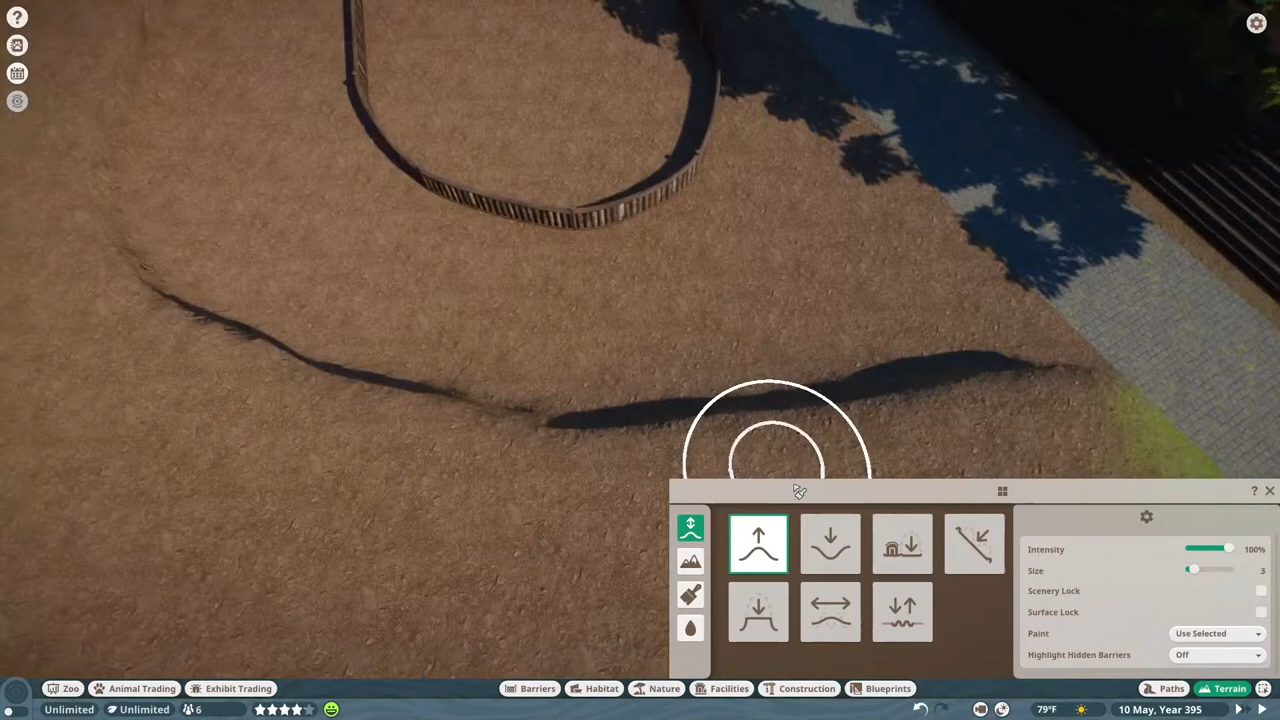 ?
? 
Intensity 100%
Size 3
Scenery Lock
Surface Lock
Paint Use Selected
Highlight Hidden Barriers Off
Zoo Animal Trading Exhibit Trading Barriers Habitat Nature Facilities Construction Blueprints Paths Terrain
Unlimited Unlimited 6 79°F 10 May, Year 395